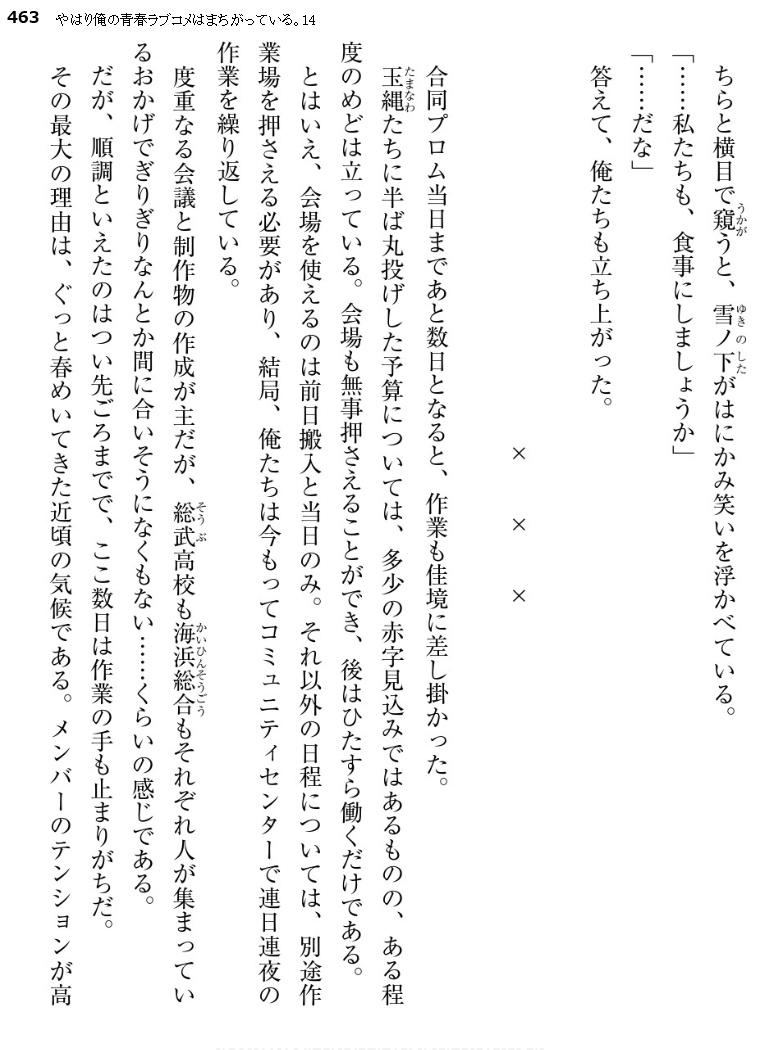 463 やはり俺の青春ラブコメはまちがっている。14
ちらと横目で窺うと、雪ノ下がはにかみ笑いを浮かべている。
「……私たちも、食事にしましょうか」
「……だな」
答えて、俺たちも立ち上がった。
× × ×
合同プロム当日まであと数日となると、作業も佳境に差し掛かった。
玉縄たちに半ば丸投げした予算については、多少の赤字見込みではあるものの、ある程
度のめどは立っている。会場も無事押さえることができ、後はひたすら働くだけである。
とはいえ、会場を使えるのは前日搬入と当日のみ。それ以外の日程については、別途作
業場を押さえる必要があり、結局、俺たちは今もってコミュニティセンターで連日連夜の
作業を繰り返している。
度重なる会議と制作物の作成が主だが、総武高校も海浜総合もそれぞれ人が集まってい
るおかげでぎりぎりなんとか間に合いそうになくもない……くらいの感じである。
だが、順調といえたのはつい先ごろまでで、ここ数日は作業の手も止まりがちだ。
その最大の理由は、ぐっと春めいてきた近頃の気候である。メンバーのテンションが高